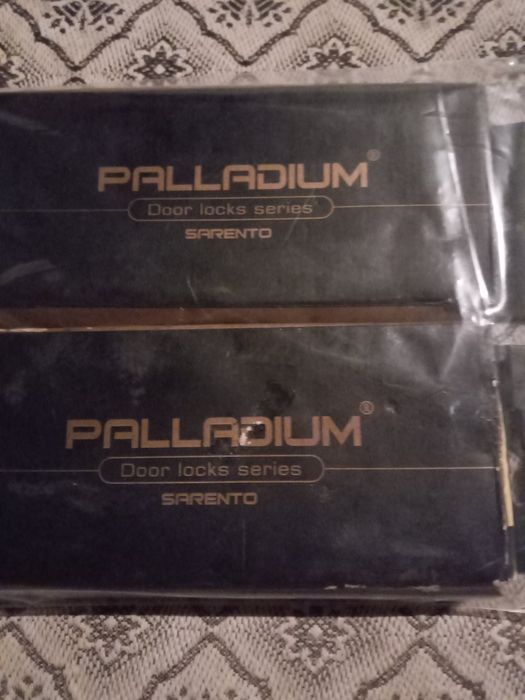 PALLADIUM®
Door locks series
SARENTO
PALLADIUM®
Door locks series
SARENTO